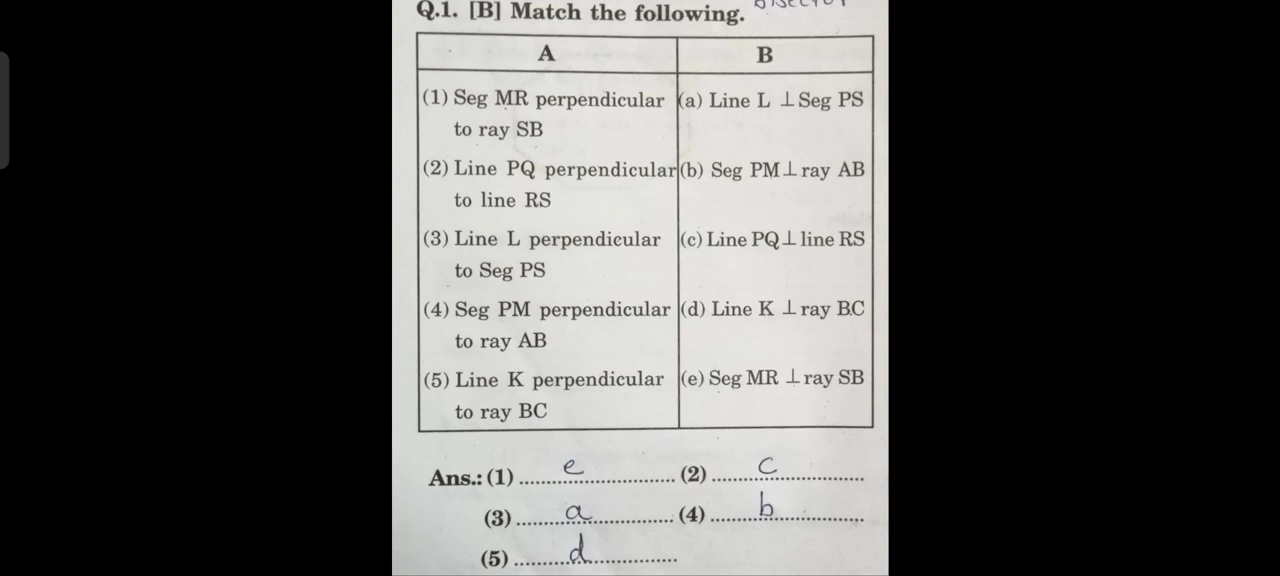 Q.1. [B] Match the following.
A B
(1) Seg MR perpendicular (a) Line L ⊥ Seg PS
to ray SB
(2) Line PQ perpendicular (b) Seg PM ⊥ ray AB
to line RS
(3) Line L perpendicular (c) Line PQ ⊥ line RS
to Seg PS
(4) Seg PM perpendicular (d) Line K ⊥ ray BC
to ray AB
(5) Line K perpendicular (e) Seg MR ⊥ ray SB
to ray BC
Ans.: (1) e (2) c
(3) a (4) b
(5) d